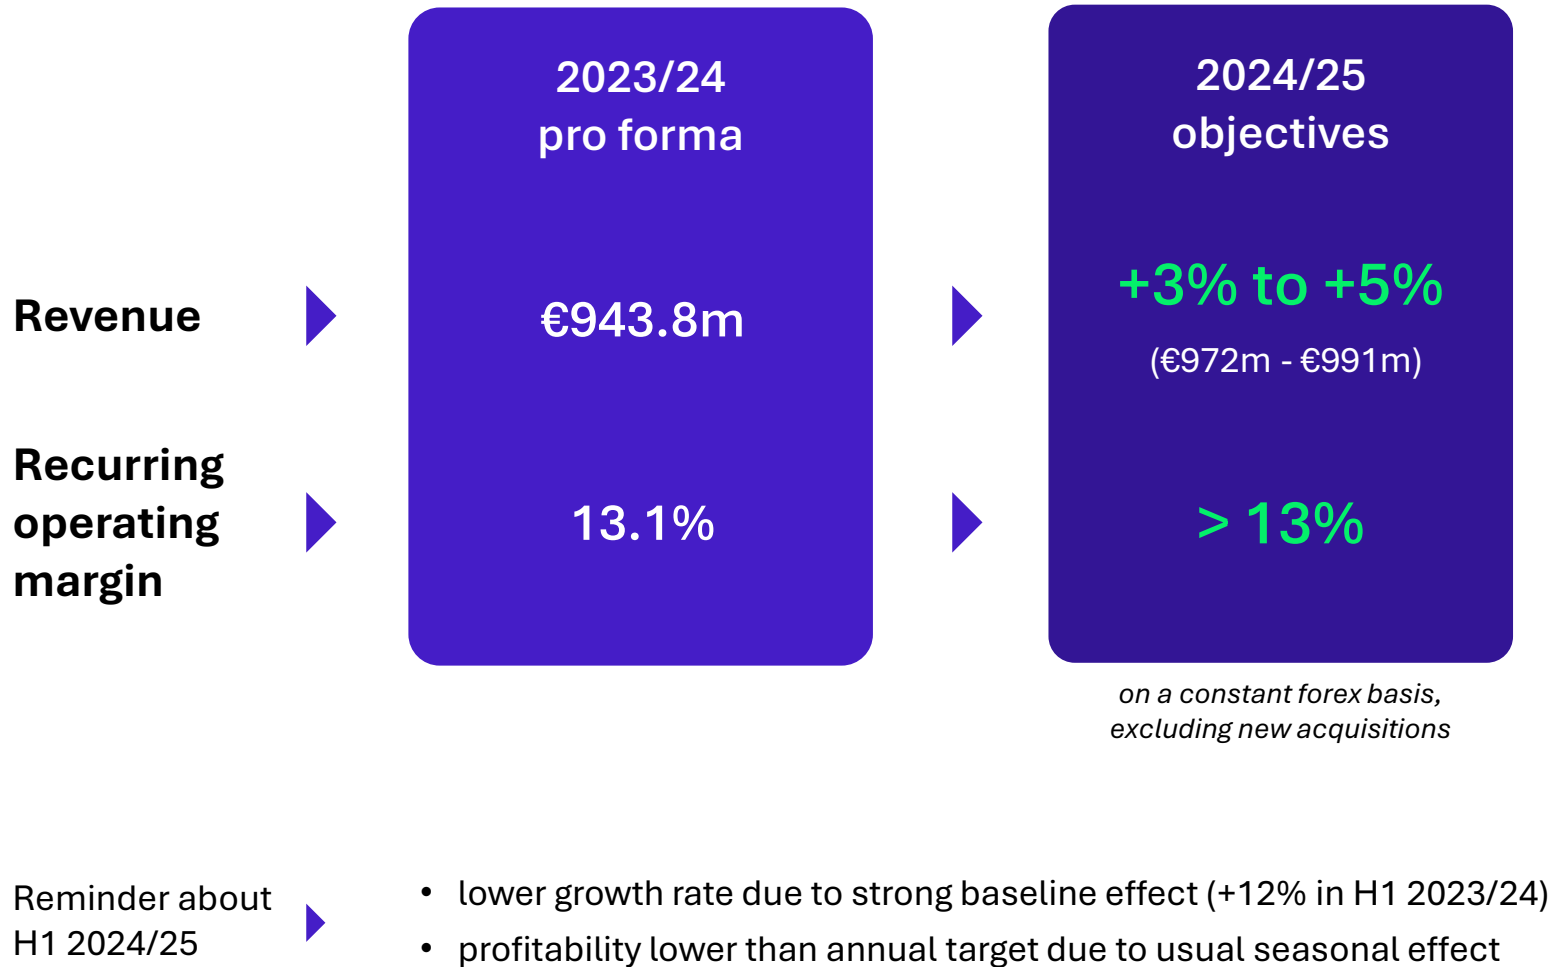 2023/24
pro forma
2024/25
objectives
Revenue
€943.8m
+3% to +5%
(€972m - €991m)
Recurring
operating
margin
13.1%
> 13%
on a constant forex basis,
excluding new acquisitions
Reminder about
H1 2024/25
• lower growth rate due to strong baseline effect (+12% in H1 2023/24)
• profitability lower than annual target due to usual seasonal effect